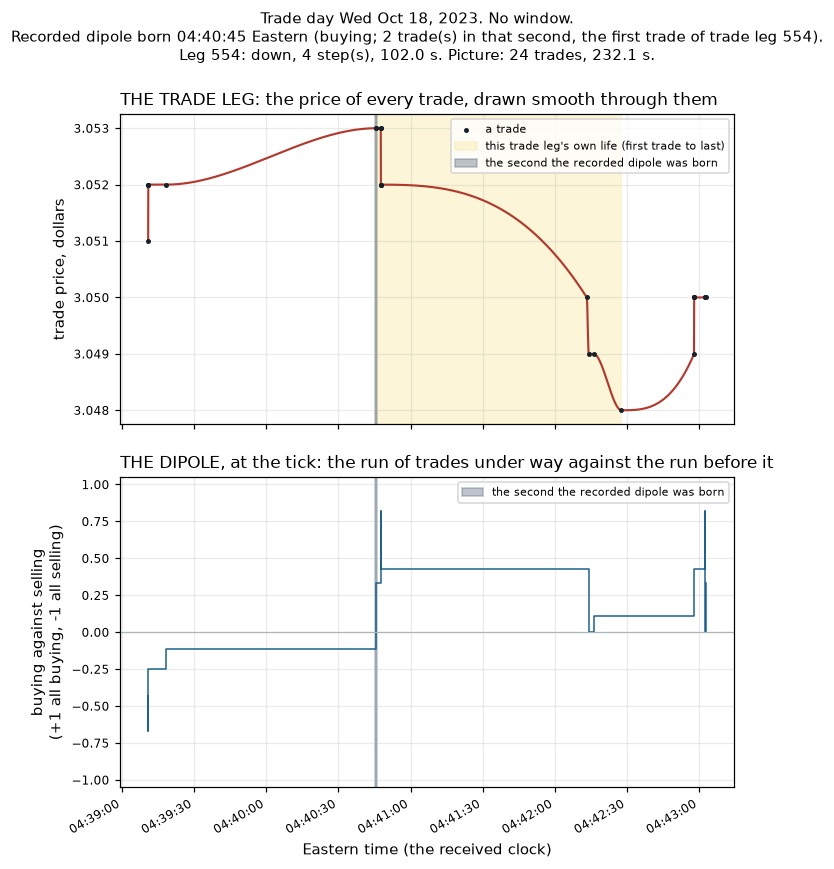 Trade day Wed Oct 18, 2023. No window.
Recorded dipole born 04:40:45 Eastern (buying; 2 trade(s) in that second, the first trade of trade leg 554).
Leg 554: down, 4 step(s), 102.0 s. Picture: 24 trades, 232.1 s.
THE TRADE LEG: the price of every trade, drawn smooth through them
a trade
this trade leg's own life (first trade to last)
the second the recorded dipole was born
trade price, dollars
3.053
3.052
3.051
3.050
3.049
3.048
THE DIPOLE, at the tick: the run of trades under way against the run before it
the second the recorded dipole was born
buying against selling
(+1 all buying, -1 all selling)
1.00
0.75
0.50
0.25
0.00
−0.25
−0.50
−0.75
−1.00
04:39:00
04:39:30
04:40:00
04:40:30
04:41:00
04:41:30
04:42:00
04:42:30
04:43:00
Eastern time (the received clock)